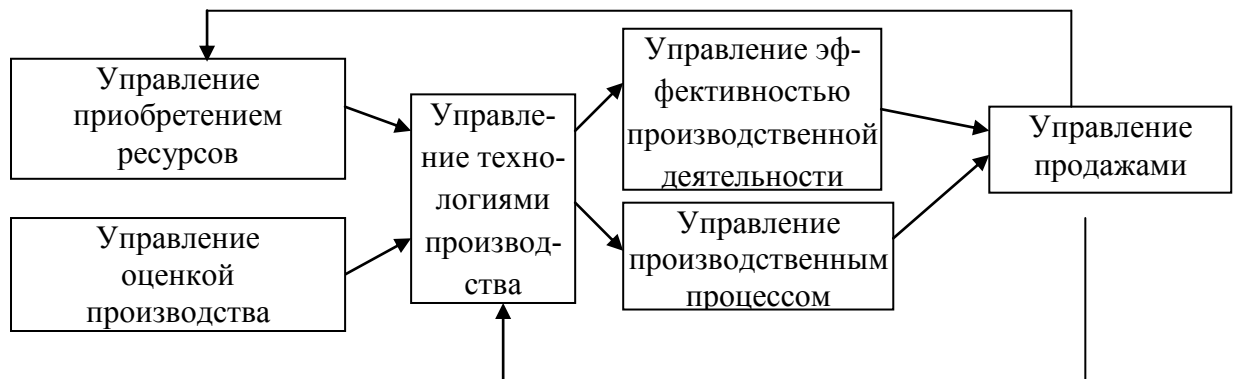 Управление
приобретением
ресурсов
Управление
оценкой
производства
Управле-
ние техно-
логиями
производ-
ства
Управление эф-
фективностью
производственной
деятельности
Управление
производственным
процессом
Управление
продажами